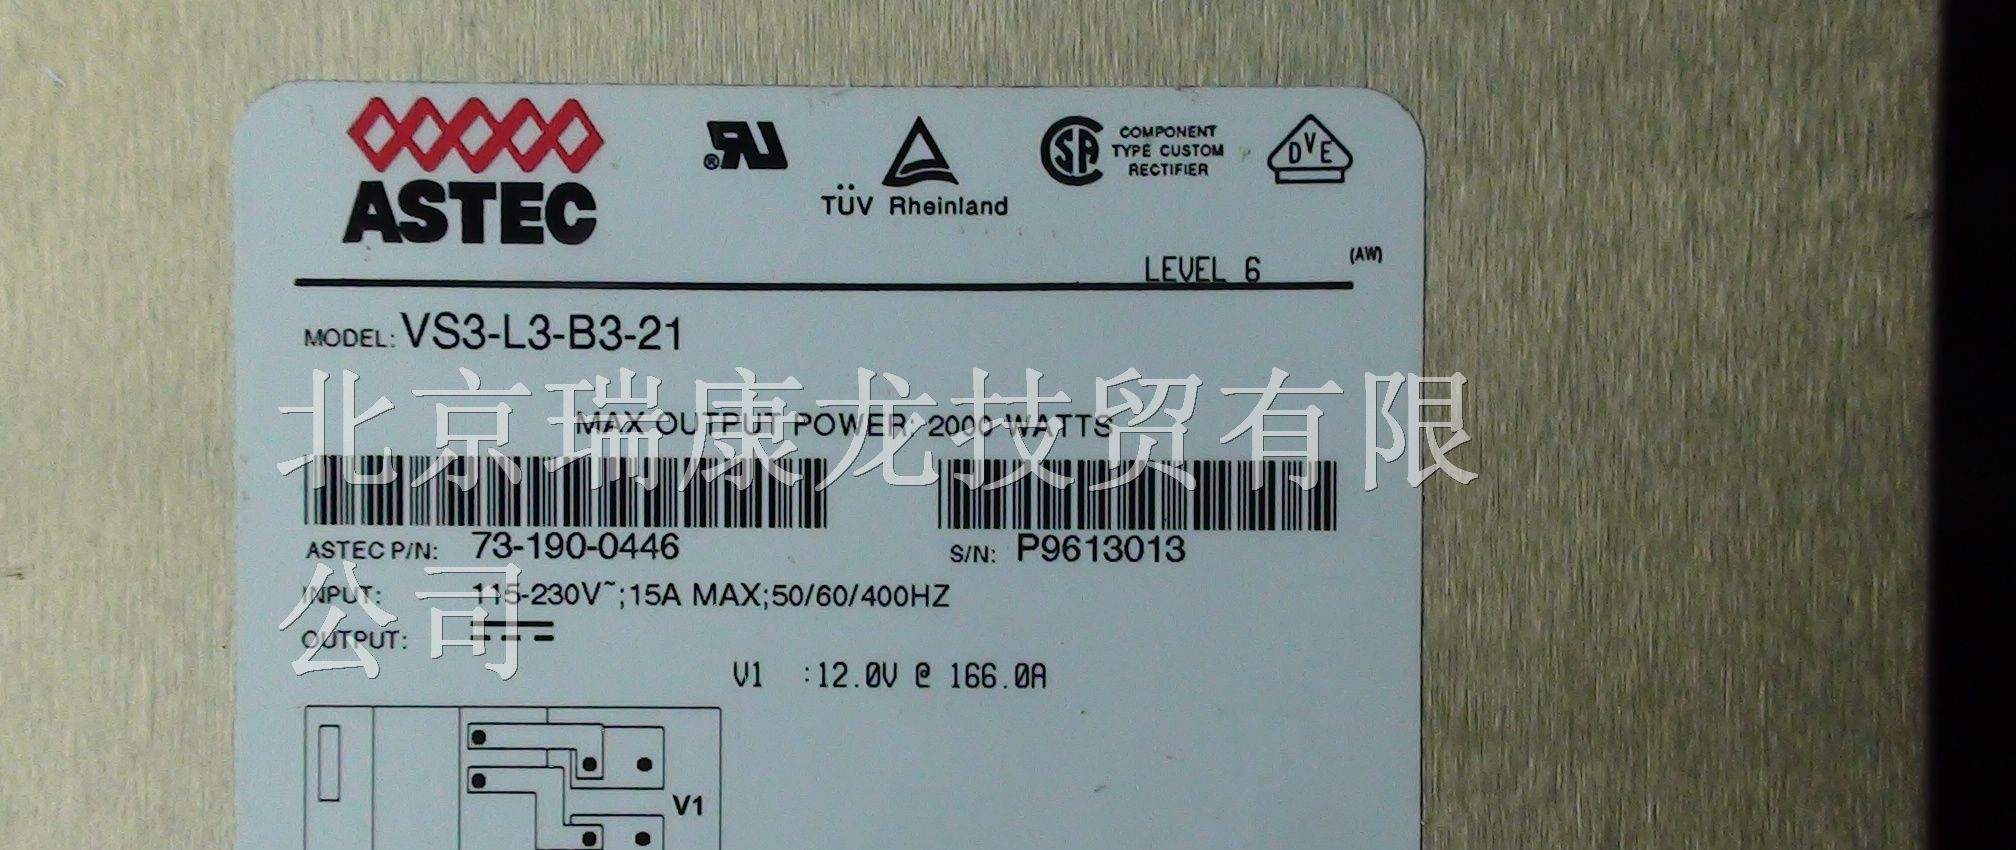 ASTEC
TÜV Rheinland
COMPONENT
TYPE CUSTOM
RECTIFIER
DVE
LEVEL 6
(AW)
MODEL: VS3-L3-B3-21
北京瑞康龙技贸有限
MAX OUTPUT POWER: 2000 WATTS
ASTEC P/N: 73-190-0446
S/N: P9613013
公司
INPUT: 115-230V~;15A MAX;50/60/400HZ
OUTPUT:
V1 :12.0V @ 166.0A
V1